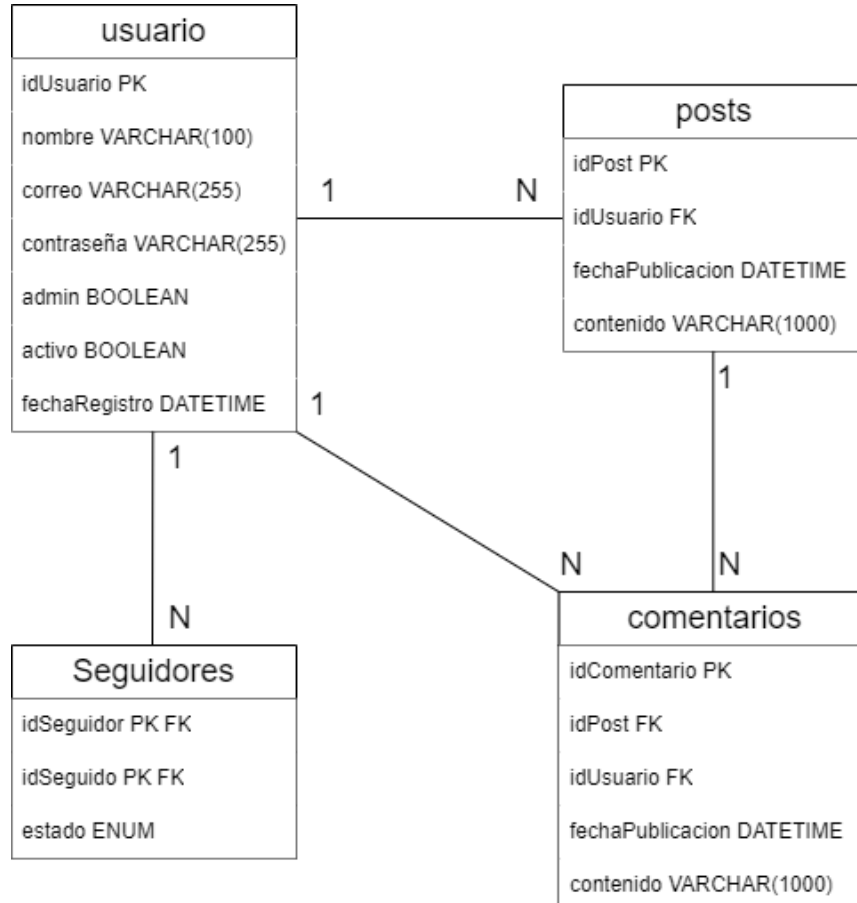 usuario
idUsuario PK
nombre VARCHAR(100)
correo VARCHAR(255)
contraseña VARCHAR(255)
admin BOOLEAN
activo BOOLEAN
fechaRegistro DATETIME
1
N
posts
idPost PK
idUsuario FK
fechaPublicacion DATETIME
contenido VARCHAR(1000)
1
1
1
N
N
N
Seguidores
idSeguidor PK FK
idSeguido PK FK
estado ENUM
comentarios
idComentario PK
idPost FK
idUsuario FK
fechaPublicacion DATETIME
contenido VARCHAR(1000)